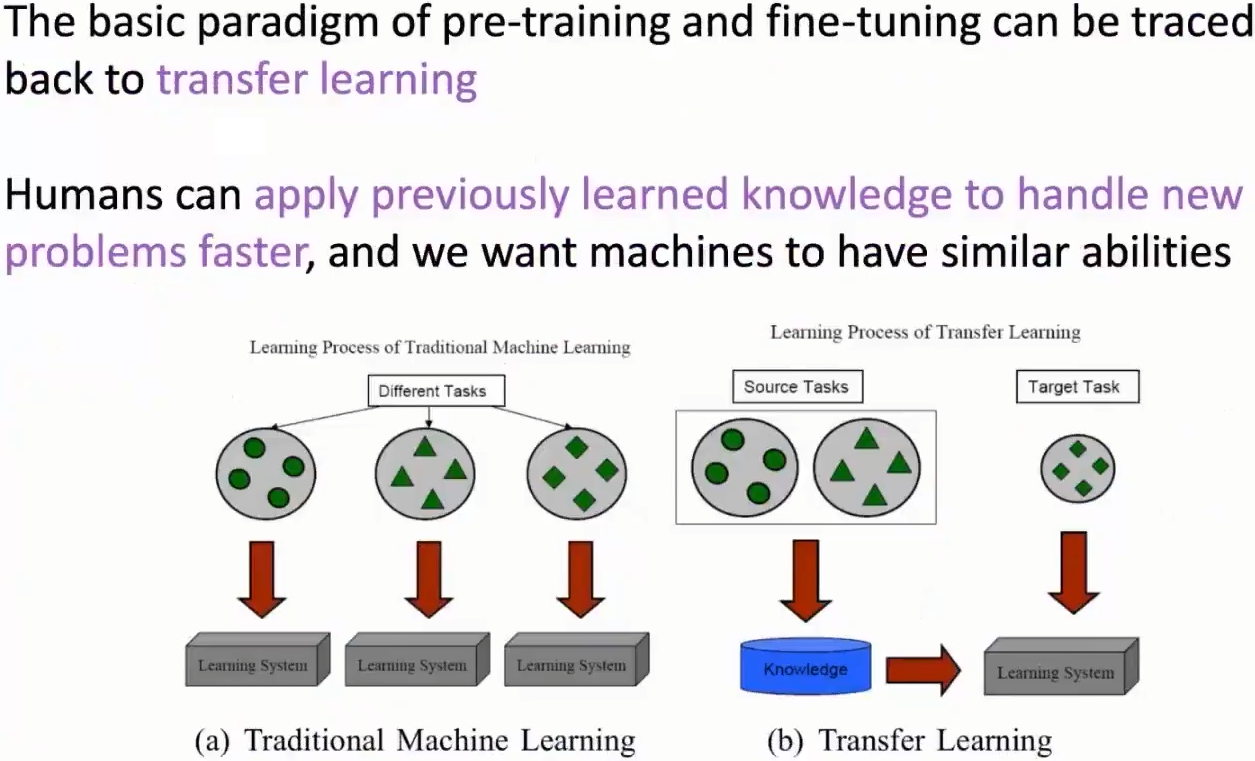 The basic paradigm of pre-training and fine-tuning can be traced
back to transfer learning
Humans can apply previously learned knowledge to handle new
problems faster, and we want machines to have similar abilities
Learning Process of Traditional Machine Learning
Different Tasks
Learning System
Learning System
Learning System
(a) Traditional Machine Learning
Learning Process of Transfer Learning
Source Tasks
Target Task
Knowledge
Learning System
(b) Transfer Learning